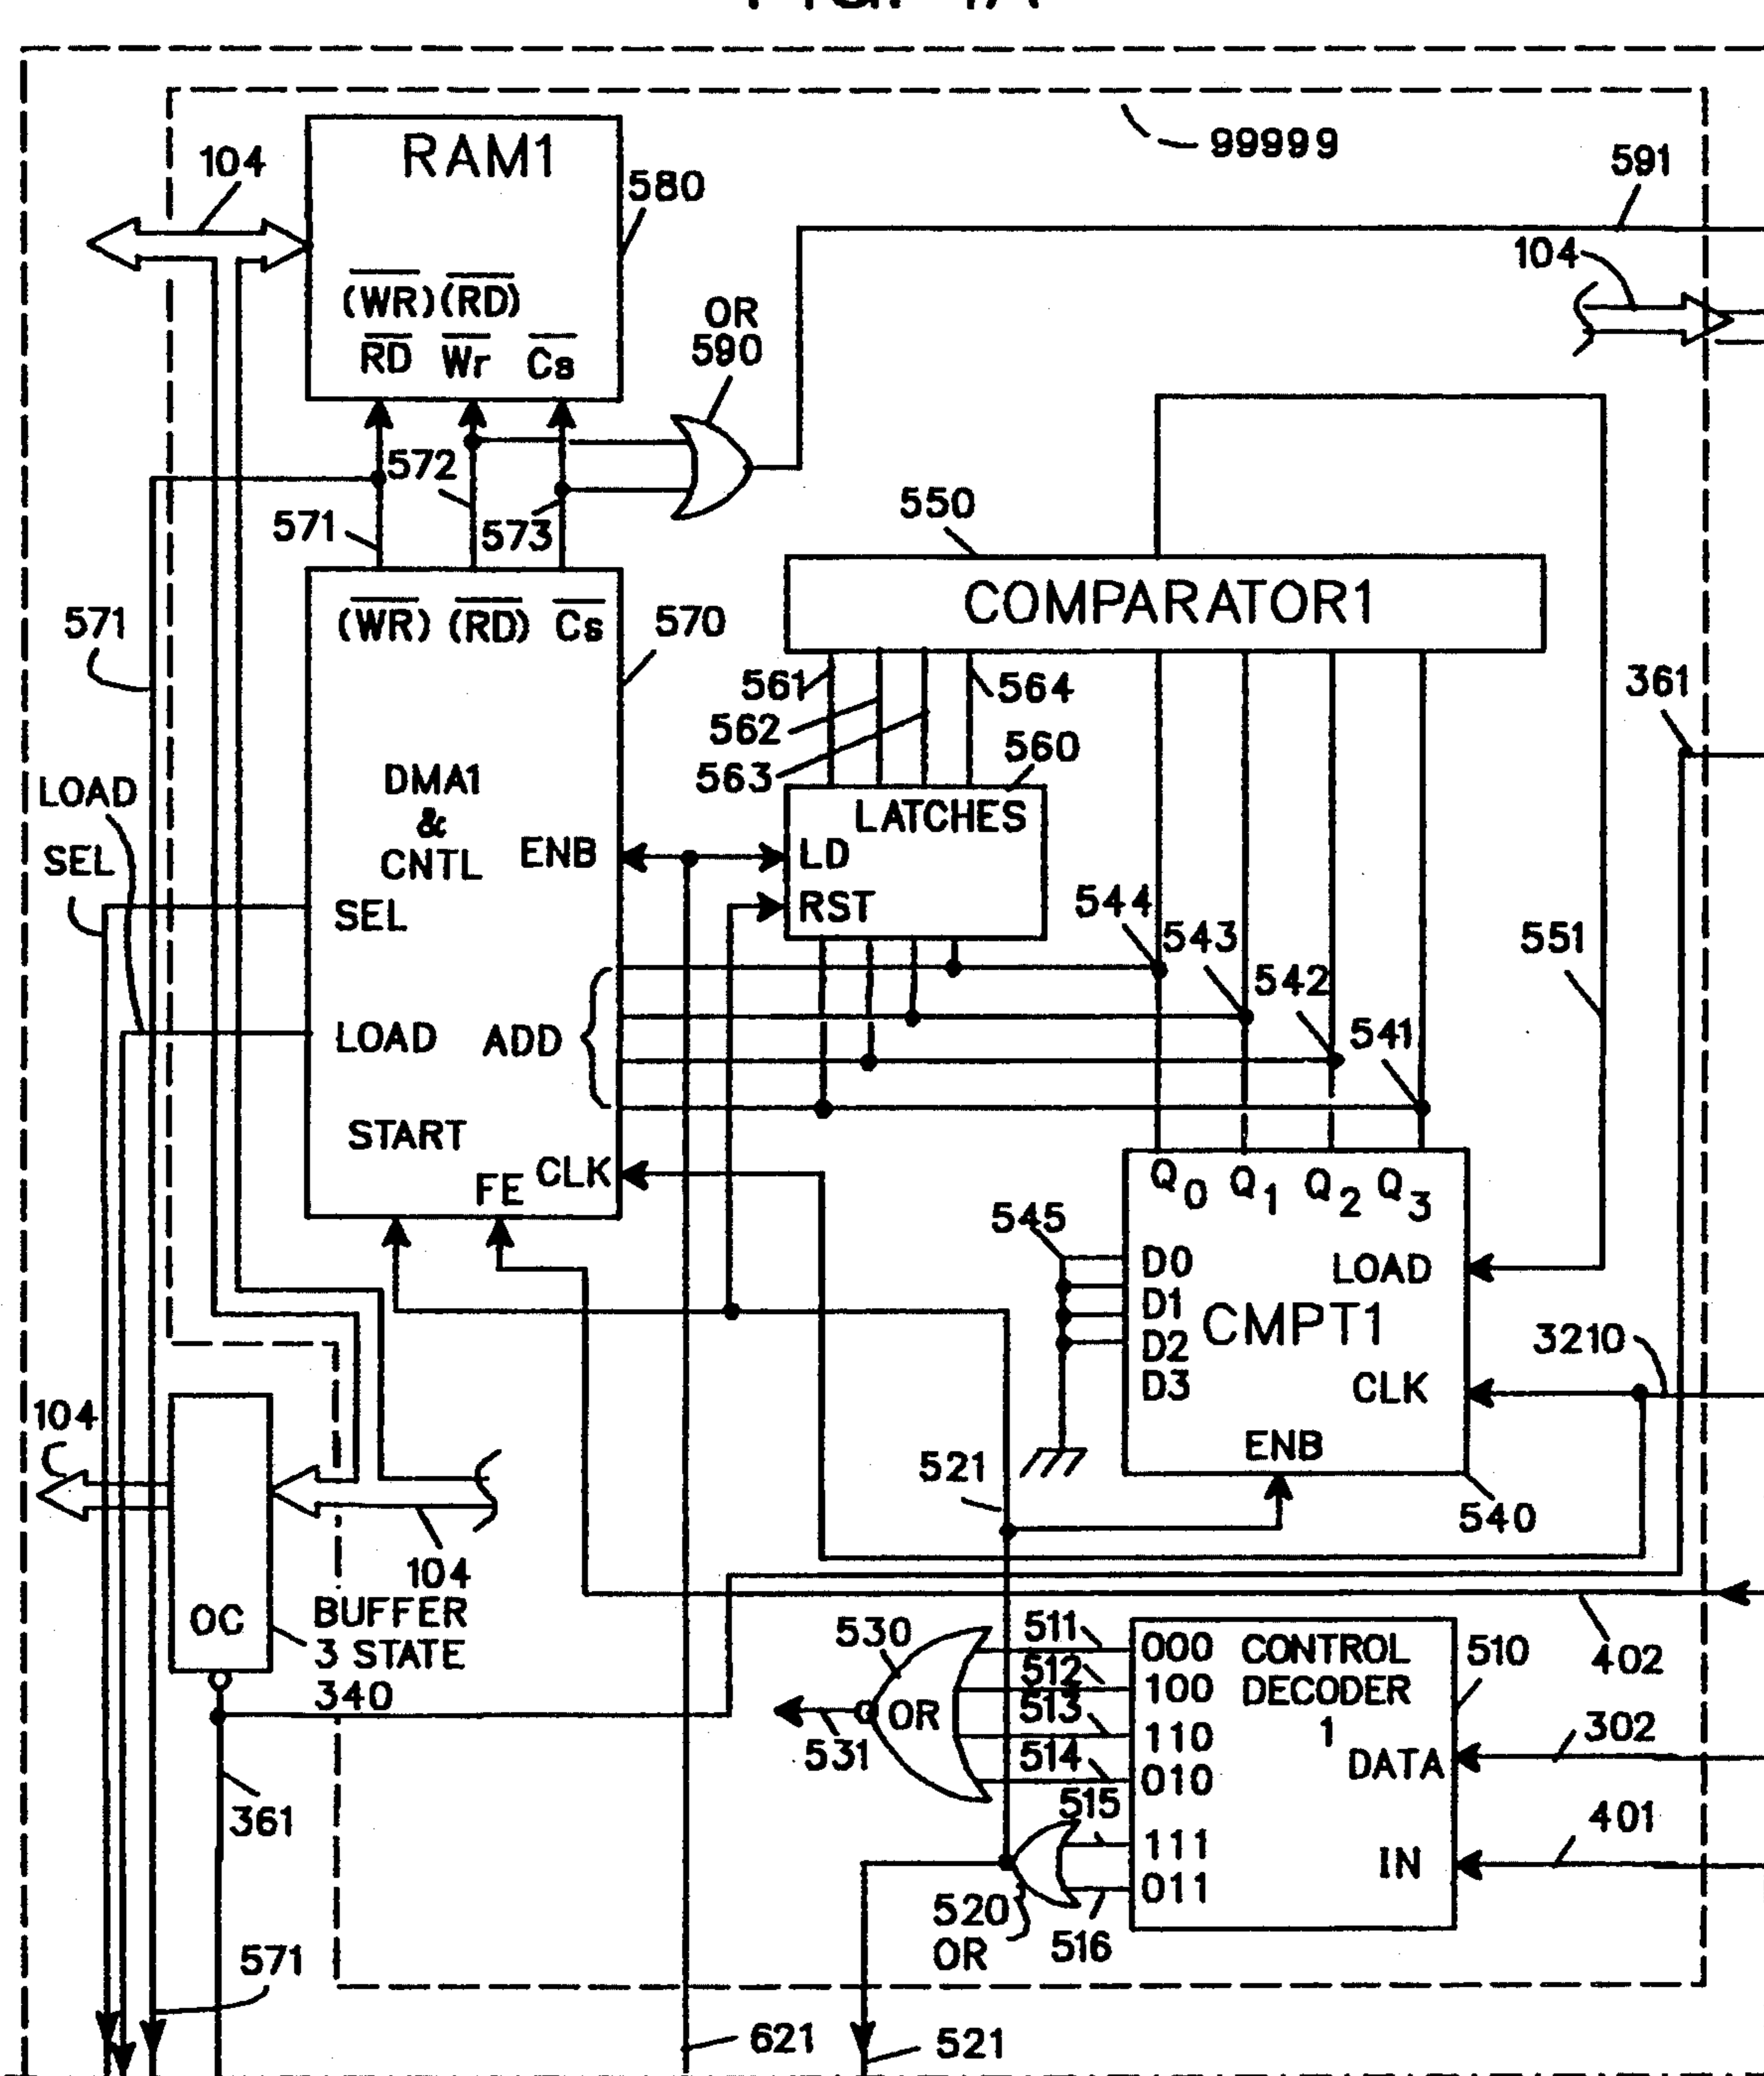 FIG. 4A
99999
591
104
RAM1
580
104
(WR) (RD)
RD Wr Cs
OR
590
572
571
573
550
COMPARATOR1
(WR) (RD) Cs
570
571
561
564
361
562
560
563
LOAD
DMA1
&
CNTL
ENB
LATCHES
LD
RST
SEL
SEL
544
543
551
542
541
LOAD
ADD
START
FE
CLK
Q0 Q1 Q2 Q3
545
D0
LOAD
D1
CMPT1
D2
D3
3210
CLK
ENB
104
521
540
104
OC
BUFFER
3 STATE
340
530
OR
531
511
512
513
514
515
516
000
100
110
010
111
011
CONTROL
DECODER
1
DATA
IN
510
402
302
401
361
520
OR
571
621
521